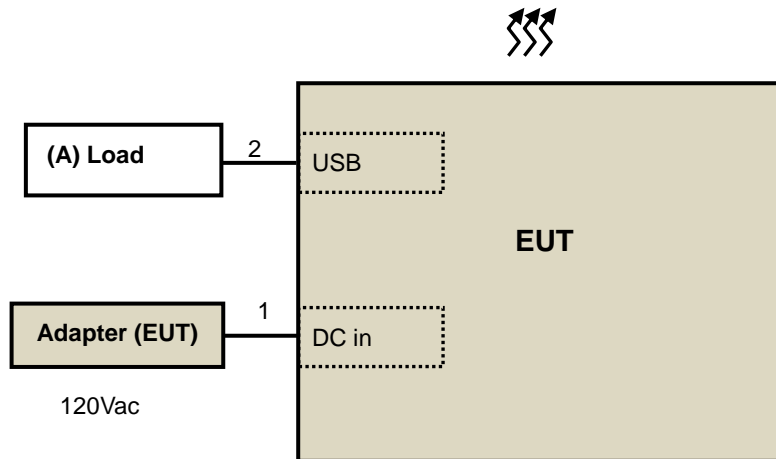 (A) Load
2
USB
EUT
1
Adapter (EUT)
DC in
120Vac